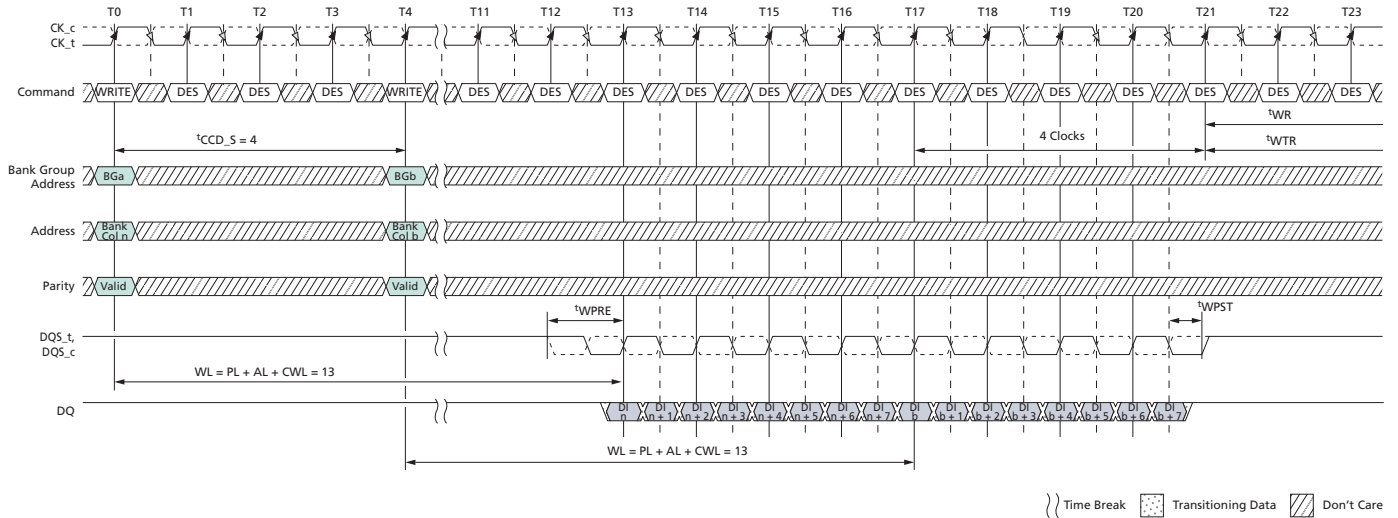 T0 T1 T2 T3 T4 T11 T12 T13 T14 T15 T16 T17 T18 T19 T20 T21 T22 T23
CK_c
CK_t
Command WRITE DES DES DES WRITE DES DES DES DES DES DES DES DES DES DES DES DES DES
tWR
tCCD_S = 4 4 Clocks tWTR
Bank Group
Address BGa BGb
Address Bank
Col n Bank
Col b
Parity Valid Valid
tWPRE tWPST
DQS_t,
DQS_c
WL = PL + AL + CWL = 13
DQ DI
n DI
n + 1 DI
n + 2 DI
n + 3 DI
n + 4 DI
n + 5 DI
n + 6 DI
n + 7 DI
b DI
b + 1 DI
b + 2 DI
b + 3 DI
b + 4 DI
b + 5 DI
b + 6 DI
b + 7
WL = PL + AL + CWL = 13
Time Break Transitioning Data Don't Care